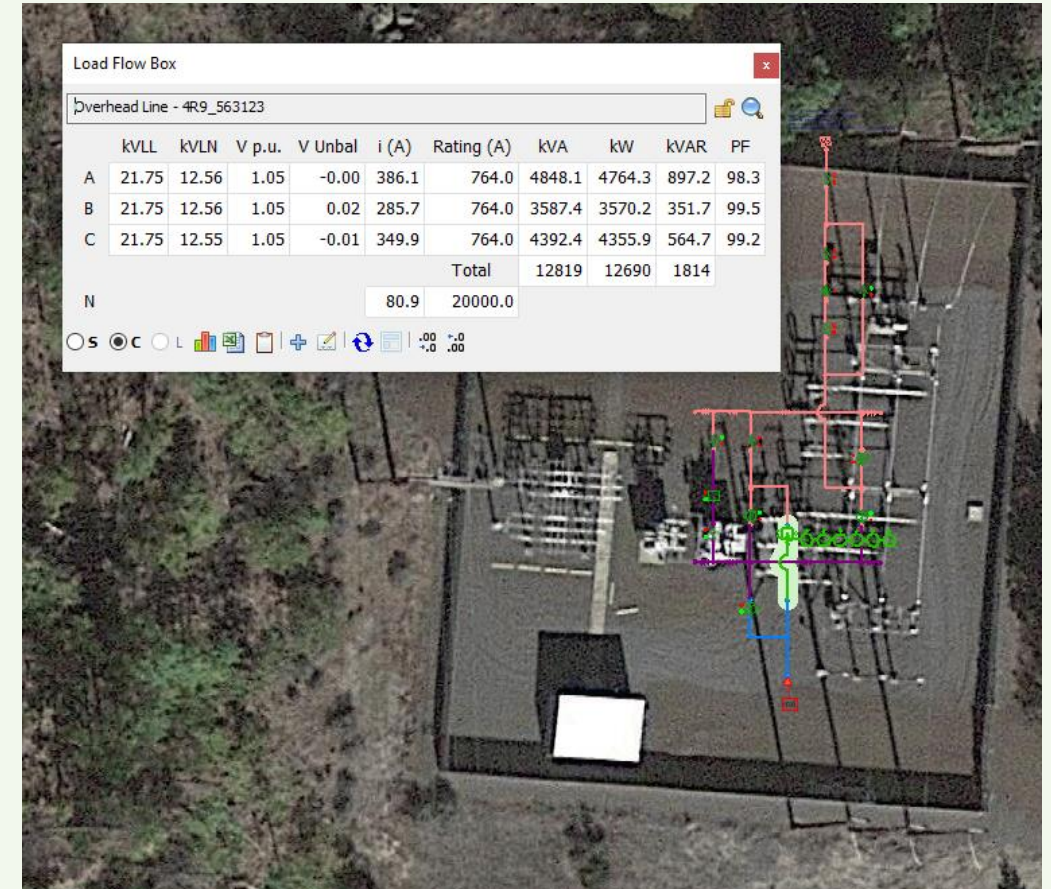 Load Flow Box
x
Overhead Line - 4R9_563123
kVLL kVLN V p.u. V Unbal i (A) Rating (A) kVA kW kVAR PF
A 21.75 12.56 1.05 -0.00 386.1 764.0 4848.1 4764.3 897.2 98.3
B 21.75 12.56 1.05 0.02 285.7 764.0 3587.4 3570.2 351.7 99.5
C 21.75 12.55 1.05 -0.01 349.9 764.0 4392.4 4355.9 564.7 99.2
Total 12819 12690 1814
N 80.9 20000.0
S C L